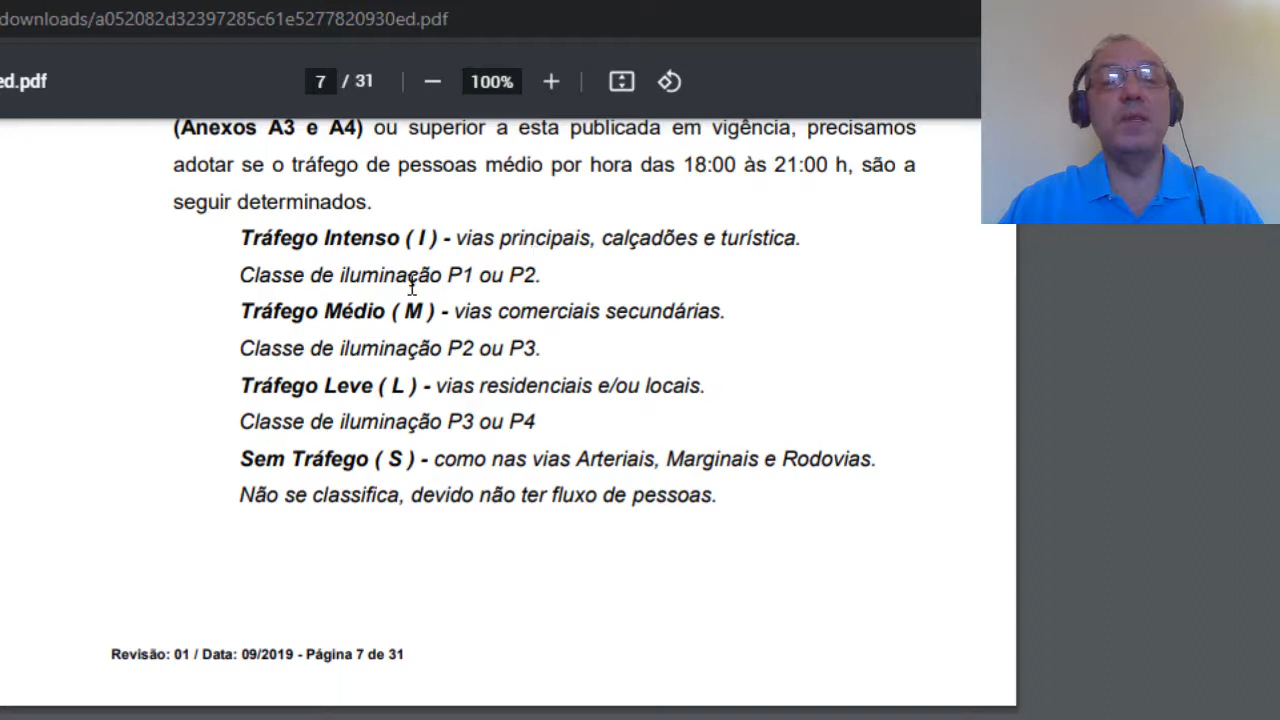 downloads/a052082d32397285c61e5277820930ed.pdf
ed.pdf
7 / 31
100%
(Anexos A3 e A4) ou superior a esta publicada em vigência, precisamos
adotar se o tráfego de pessoas médio por hora das 18:00 às 21:00 h, são a
seguir determinados.
Tráfego Intenso ( I ) - vias principais, calçadões e turística.
Classe de iluminação P1 ou P2.
Tráfego Médio ( M ) - vias comerciais secundárias.
Classe de iluminação P2 ou P3.
Tráfego Leve ( L ) - vias residenciais e/ou locais.
Classe de iluminação P3 ou P4
Sem Tráfego ( S ) - como nas vias Arteriais, Marginais e Rodovias.
Não se classifica, devido não ter fluxo de pessoas.
Revisão: 01 / Data: 09/2019 - Página 7 de 31